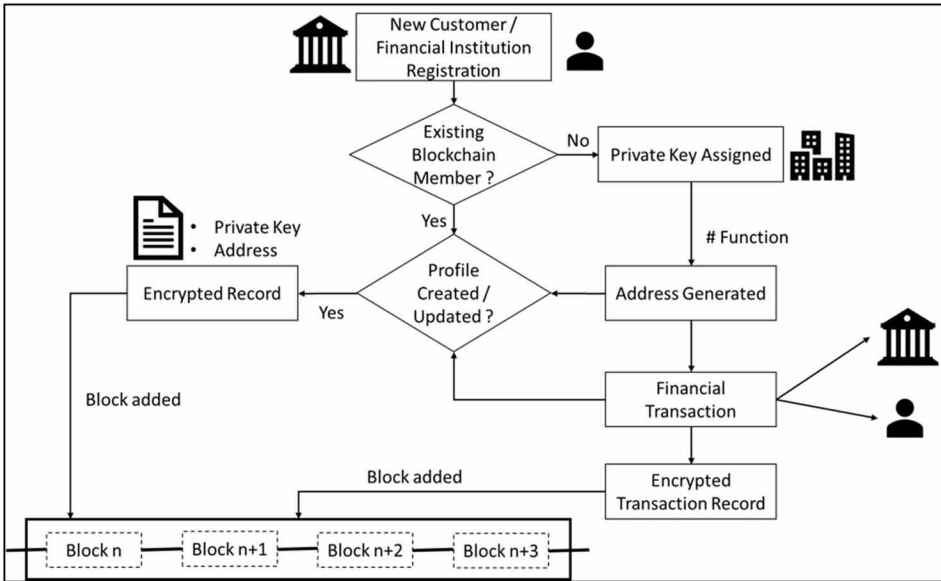 New Customer /
Financial Institution
Registration
Existing
Blockchain
Member ?
No
Private Key Assigned
Yes
# Function
• Private Key
• Address
Encrypted Record
Yes
Profile
Created /
Updated ?
Address Generated
Block added
Financial
Transaction
Block added
Encrypted
Transaction Record
Block n
Block n+1
Block n+2
Block n+3